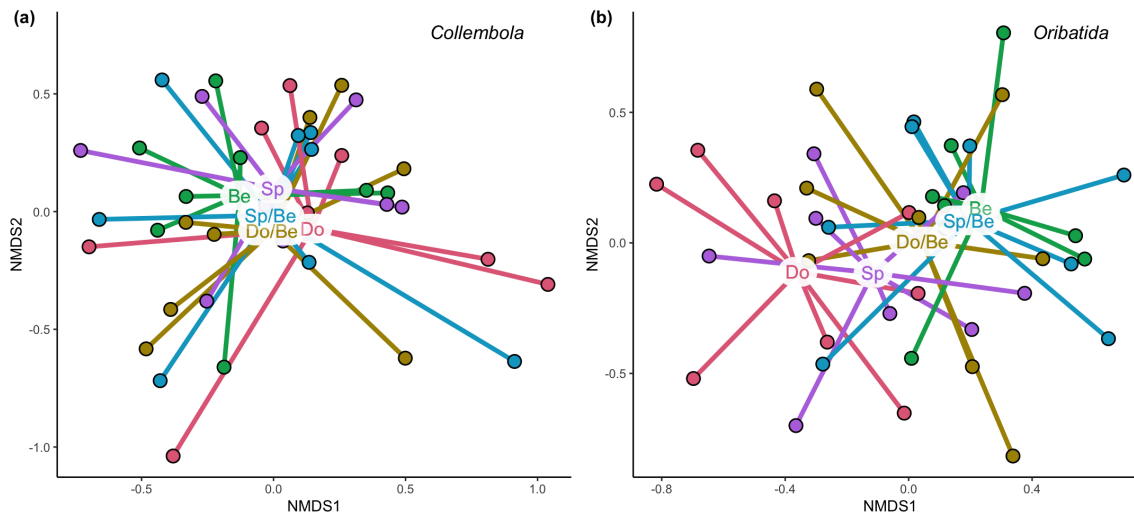 (a)
Collembola
0.5
0.0
-0.5
-1.0
NMDS2
Sp
Be
Sp/Be
Do/Be
Do
-0.5
0.0
0.5
1.0
NMDS1
(b)
Oribatida
0.5
0.0
-0.5
NMDS2
Be
Sp/Be
Do/Be
Do
Sp
-0.8
-0.4
0.0
0.4
NMDS1